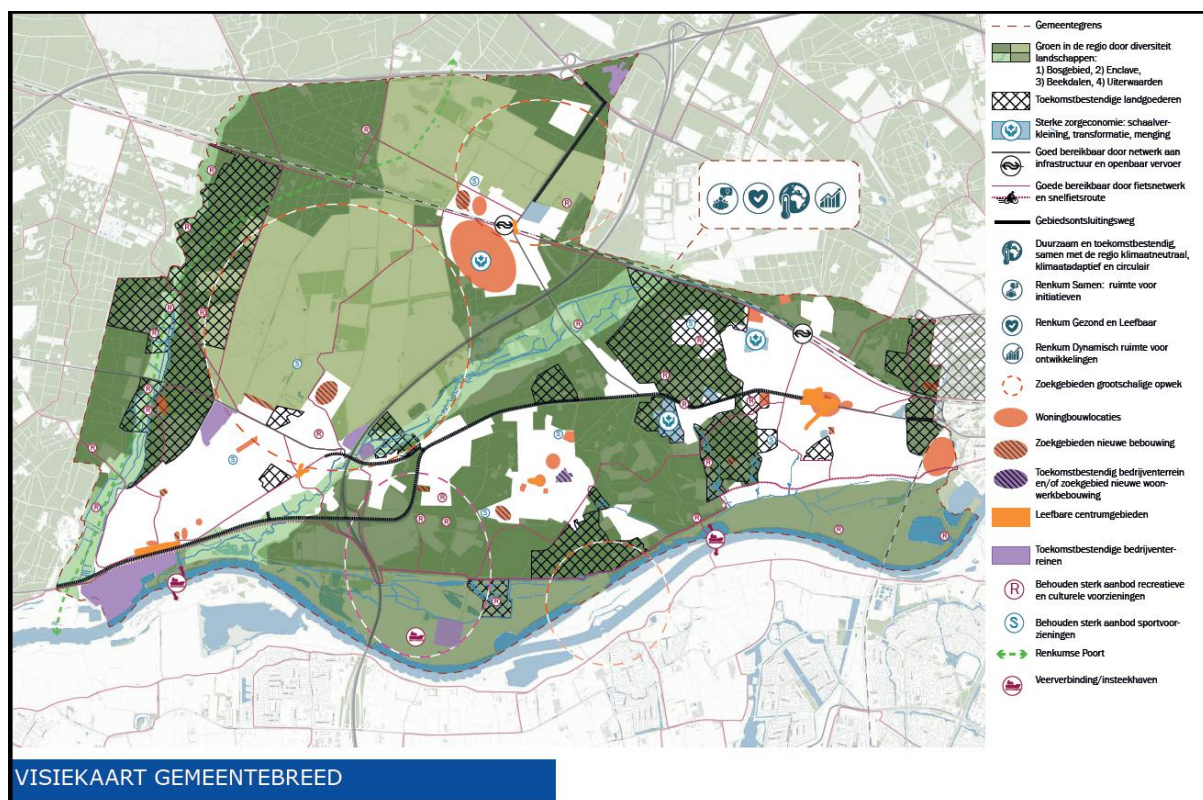 Gemeentegrens
Groen in de regio door diversiteit
landschappen:
1) Bosgebied, 2) Enclave,
3) Beekdalen, 4) Uiterwaarden
Toekomstbestendige landgoederen
Sterke zorgeconomie: schaalver-
kleining, transformatie, menging
Goed bereikbaar door netwerk aan
infrastructuur en openbaar vervoer
Goede bereikbaar door fietsnetwerk
en snelfietsroute
Gebiedsontsluitingsweg
Duurzaam en toekomstbestendig,
samen met de regio klimaatneutraal,
klimaatadaptief en circulair
Renkum Samen: ruimte voor
initiatieven
Renkum Gezond en Leefbaar
Renkum Dynamisch ruimte voor
ontwikkelingen
Zoekgebieden grootschalige opwek
Woningbouwlocaties
Zoekgebieden nieuwe bebouwing
Toekomstbestendig bedrijventerrein
en/of zoekgebied nieuwe woon-
werkbebouwing
Leefbare centrumgebieden
Toekomstbestendige bedrijventer-
reinen
R
Behouden sterk aanbod recreatieve
en culturele voorzieningen
S
Behouden sterk aanbod sportvoor-
zieningen
Renkumse Poort
Veerverbinding/insteekhaven
VISIEKAART GEMEENTEBREED